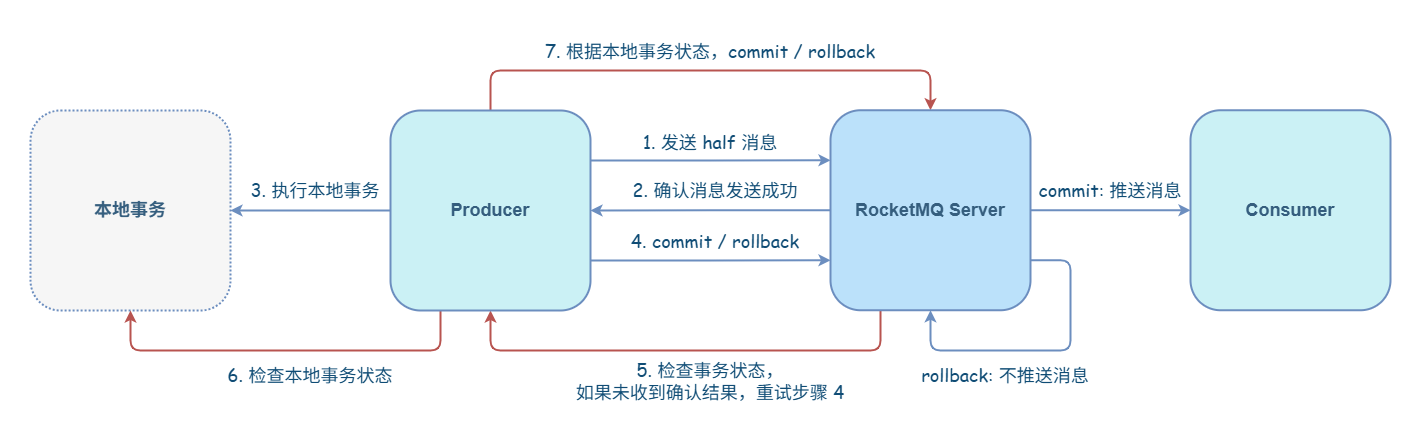 7. 根据本地事务状态，commit / rollback
1. 发送 half 消息
3. 执行本地事务
2. 确认消息发送成功
commit: 推送消息
本地事务
Producer
RocketMQ Server
Consumer
4. commit / rollback
6. 检查本地事务状态
5. 检查事务状态，
如果未收到确认结果，重试步骤 4
rollback: 不推送消息